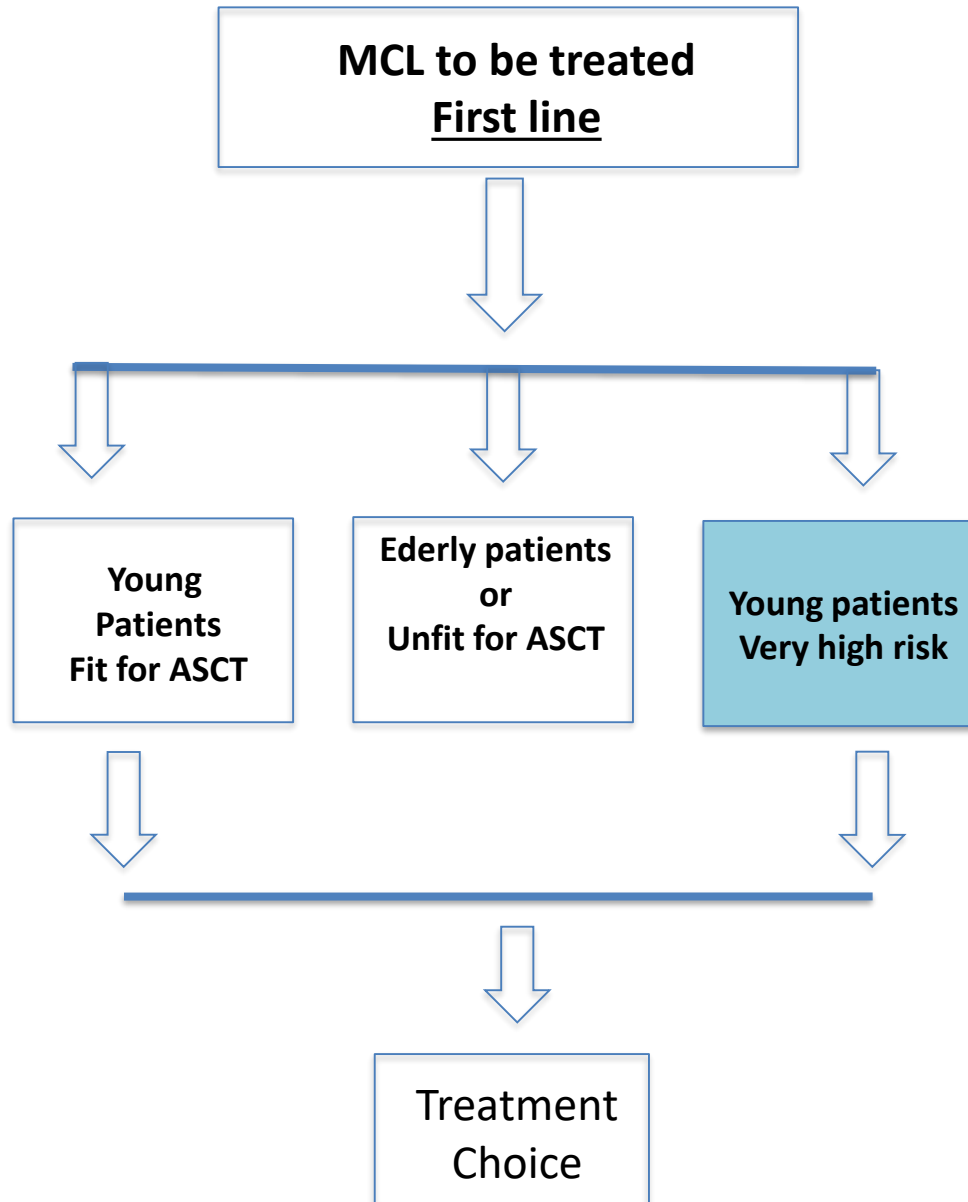 MCL to be treated
First line
Young
Patients
Fit for ASCT
Ederly patients
or
Unfit for ASCT
Young patients
Very high risk
Treatment
Choice